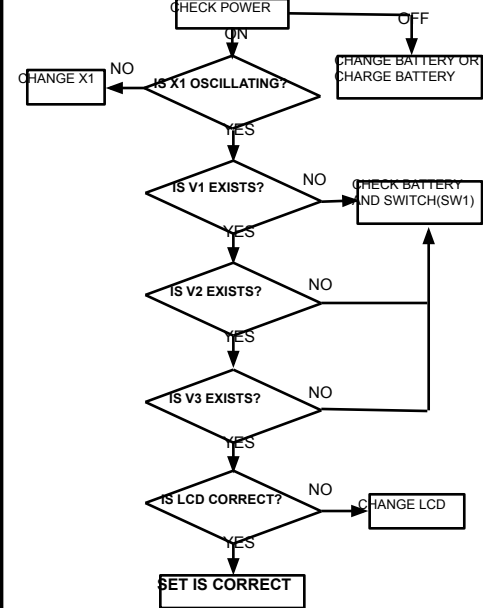 CHECK POWER
OFF
ON
CHANGE BATTERY OR
CHARGE BATTERY
CHANGE X1
NO
IS X1 OSCILLATING?
YES
IS V1 EXISTS?
NO
CHECK BATTERY
AND SWITCH(SW1)
YES
IS V2 EXISTS?
NO
YES
IS V3 EXISTS?
NO
YES
IS LCD CORRECT?
NO
CHANGE LCD
YES
SET IS CORRECT